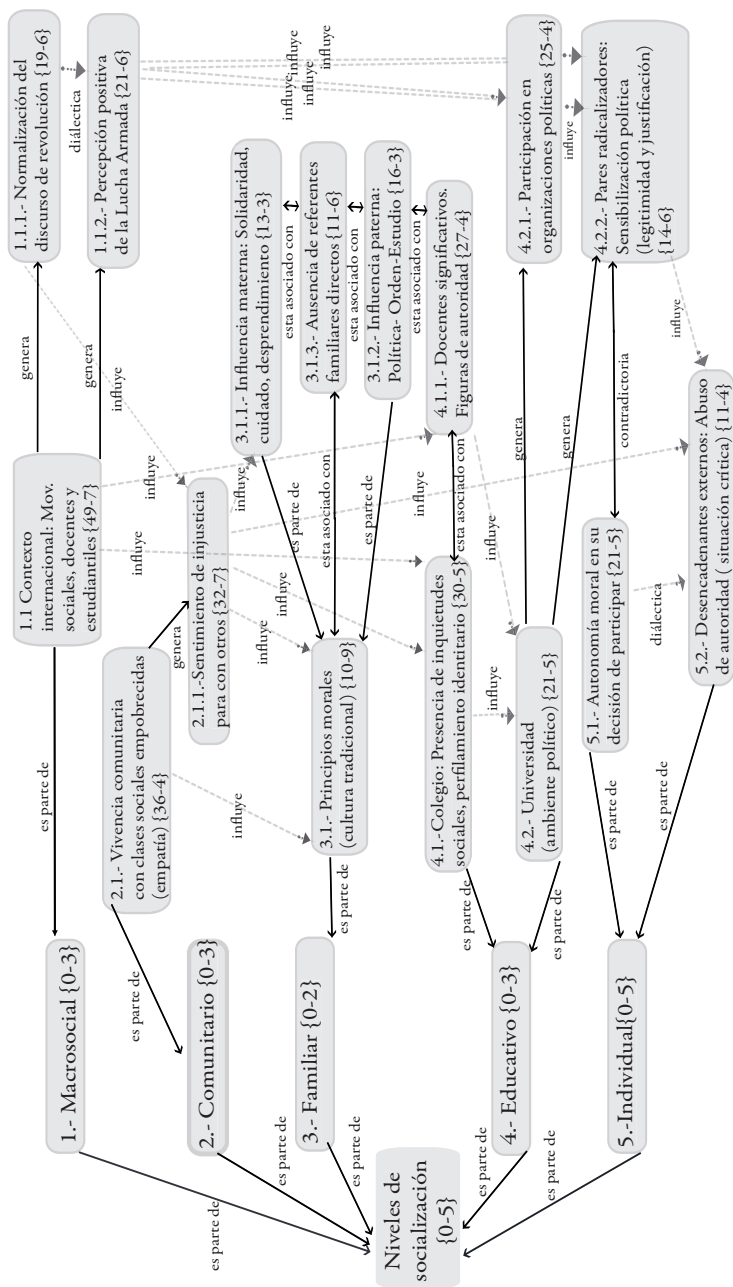 Niveles de
socialización
{0-5}
es parte de
es parte de
es parte de
es parte de
es parte de
1.- Macrosocial {0-3}
2.- Comunitario {0-3}
3.- Familiar {0-2}
4.- Educativo {0-3}
5.-Individual{0-5}
es parte de
es parte de
es parte de
es parte de
es parte de
es parte de
es parte de
1.1 Contexto
internacional: Mov.
sociales, docentes y
estudiantiles {49-7}
2.1.- Vivencia comunitaria
con clases sociales empobrecidas
(empatía) {36-4}
genera
2.1.1.-Sentimiento de injusticia
para con otros {32-7}
influye
influye
influye
3.1.- Principios morales
(cultura tradicional) {10-9}
4.1.-Colegio: Presencia de inquietudes
sociales, perfilamiento identitario {30-5}
influye
4.2.- Universidad
(ambiente político) {21-5}
5.1.- Autonomía moral en su
decisión de participar {21-5}
diálectica
5.2.- Desencadenantes externos: Abuso
de autoridad ( situación crítica) {11-4}
genera
genera
influye
influye
influye
influye
es parte de
esta asociado con
es parte de
influye
esta asociado con
influye
genera
genera
contradictoria
influye
1.1.1.- Normalización del
discurso de revolución {19-6}
diálectica
1.1.2.- Percepción positiva
de la Lucha Armada {21-6}
influye
influye
influye
3.1.1.- Influencia materna: Solidaridad,
cuidado, desprendimiento {13-3}
esta asociado con
3.1.3.- Ausencia de referentes
familiares directos {11-6}
esta asociado con
3.1.2.- Influencia paterna:
Política- Orden-Estudio {16-3}
esta asociado con
4.1.1.- Docentes significativos.
Figuras de autoridad {27-4}
4.2.1.- Participación en
organizaciones políticas {25-4}
influye
4.2.2.- Pares radicalizadores:
Sensibilización política
(legitimidad y justificación)
{14-6}